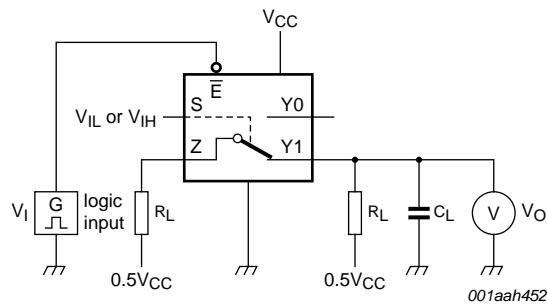 VCC
E
S
Y0
VIL or VIH
Z
Y1
VI
G
logic
input
RL
RL
CL
V
VO
0.5VCC
0.5VCC
001aah452